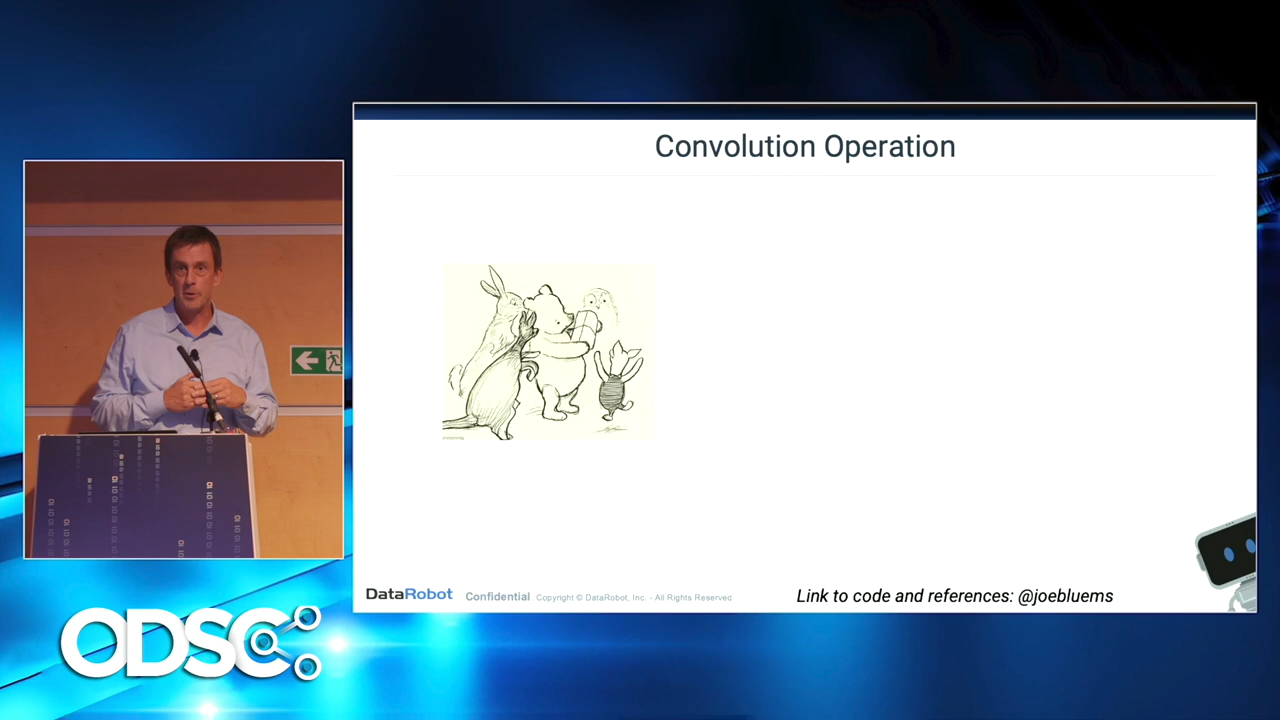 Convolution Operation
DataRobot Confidential Copyright © DataRobot, Inc. - All Rights Reserved
Link to code and references: @joebluems
ODSC